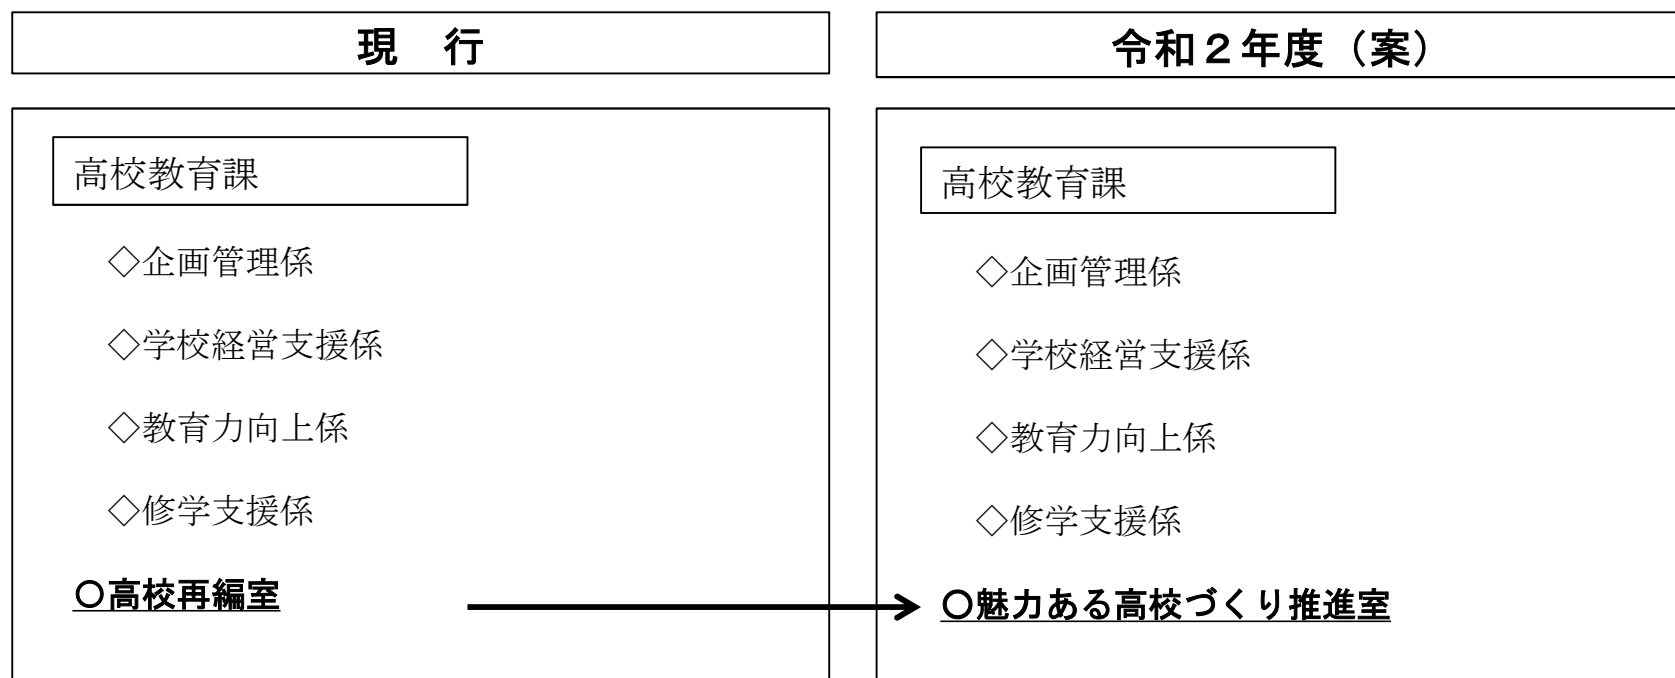 現　行
高校教育課
◇企画管理係
◇学校経営支援係
◇教育力向上係
◇修学支援係
○高校再編室
令和２年度（案）
高校教育課
◇企画管理係
◇学校経営支援係
◇教育力向上係
◇修学支援係
○魅力ある高校づくり推進室